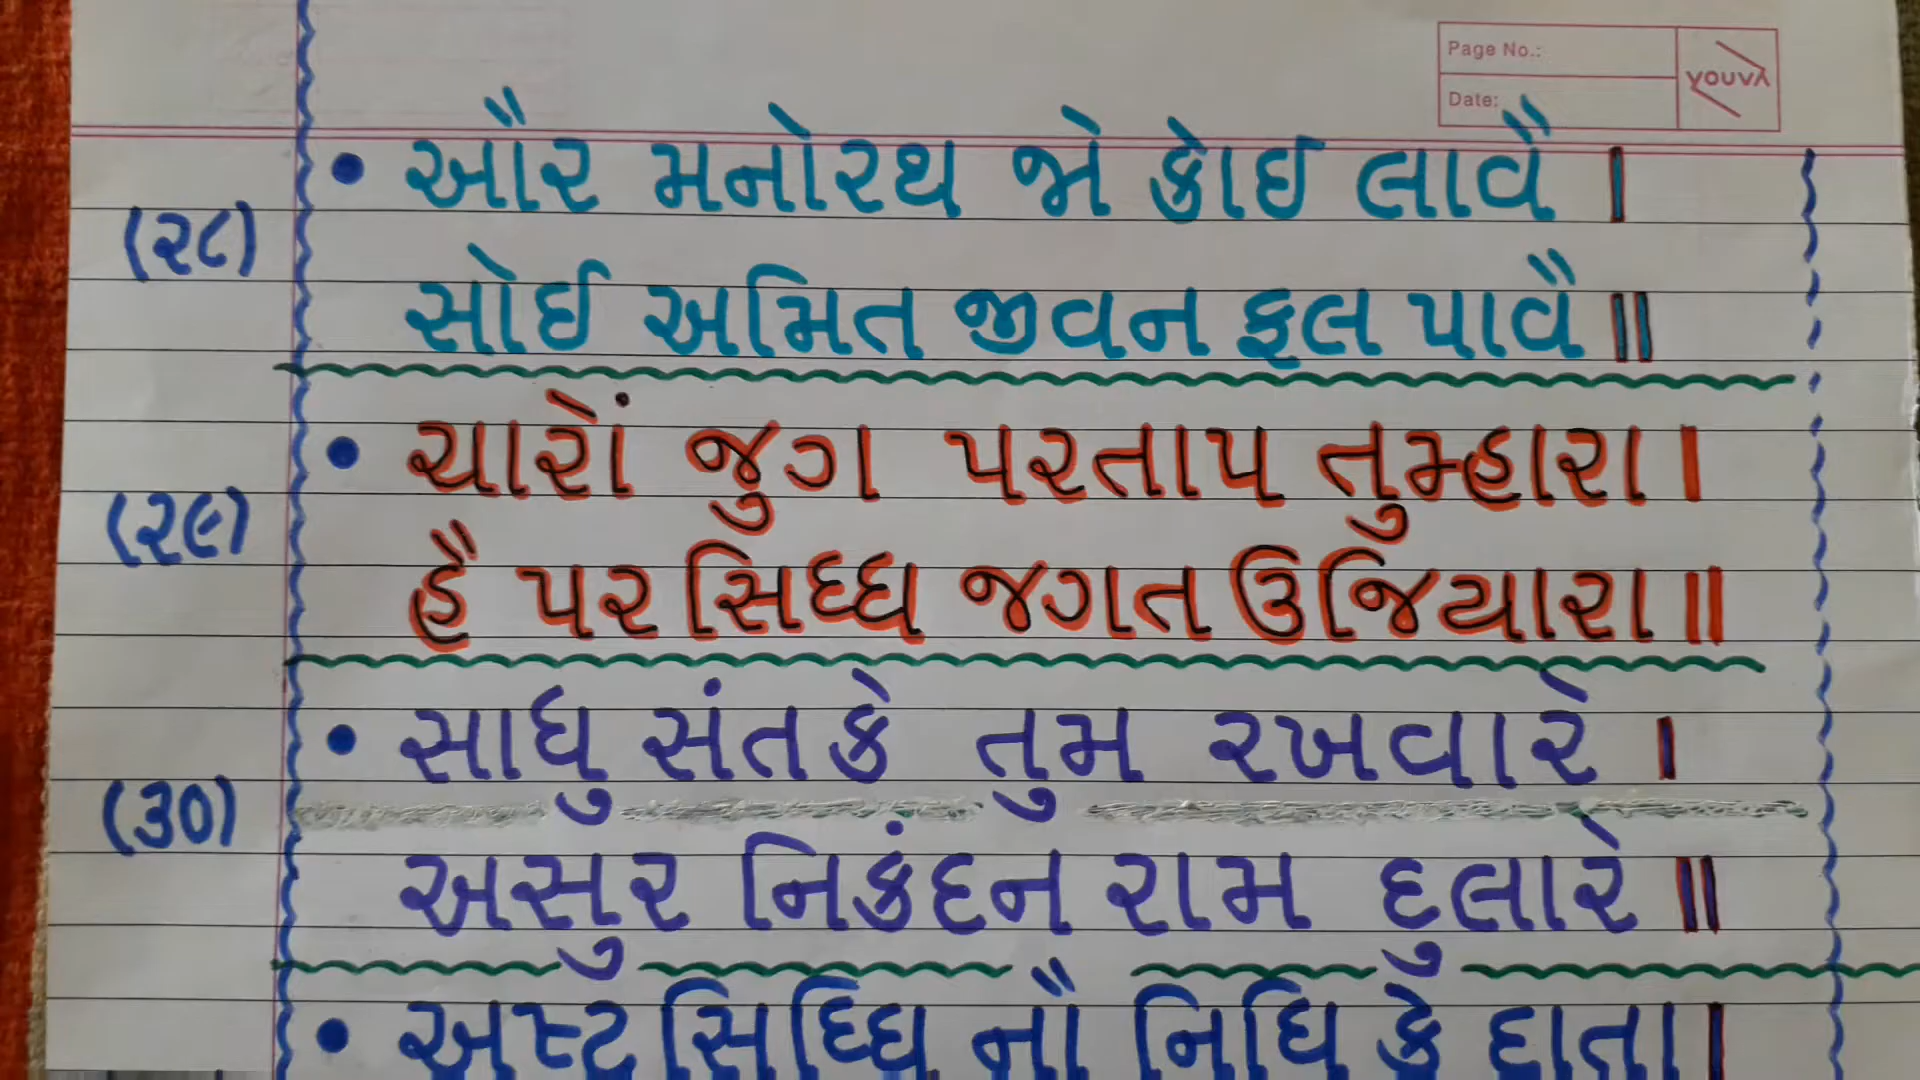 Page No.:
Date:
YOUVA
• ઔર મનોરથ જો કોઇ લાવૈ ।
(૨૮)
સોઈ અમિત જીવન ફલ પાવૈ ॥
• ચારોં જુગ પરતાપ તુમ્હારા ।
(૨૯)
હૈ પર સિધ્ધ જગત ઉજિયારા ॥
• સાધુ સંત કે તુમ રખવારે ।
(૩૦)
અસુર નિકંદન રામ દુલારે ॥
• અષ્ટ સિધ્ધિ નૌ નિધિ કે દાતા ।